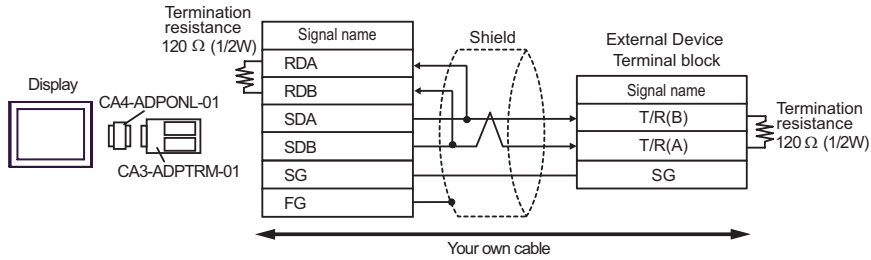 Termination
resistance
120 Ω (1/2W)
Display
CA4-ADPONL-01
CA3-ADPTRM-01
Signal name
RDA
RDB
SDA
SDB
SG
FG
Shield
External Device
Terminal block
Signal name
T/R(B)
T/R(A)
SG
Termination
resistance
120 Ω (1/2W)
Your own cable